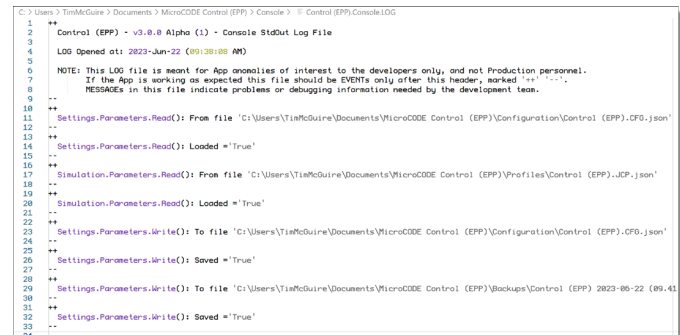 C: > Users > TimMcGuire > Documents > MicroCODE Control (EPP) > Console > Control (EPP).Console.LOG
1 ++
2 Control (EPP) - v3.0.0 Alpha (1) - Console StdOut Log File
3
4 LOG Opened at: 2023-Jun-22 (09:38:08 AM)
5
6 NOTE: This LOG file is meant for App anomalies of interest to the developers only, and not Production personnel.
7 If the App is working as expected this file should be EVENTs only after this header, marked '++' '--'.
8 MESSAGEs in this file indicate problems or debugging information needed by the development team.
9 --
10 ++
11 Settings.Parameters.Read(): From file 'C:\Users\TimMcGuire\Documents\MicroCODE Control (EPP)\Configuration\Control (EPP).CFG.json'
12 --
13 ++
14 Settings.Parameters.Read(): Loaded ='True'
15 --
16 ++
17 Simulation.Parameters.Read(): From file 'C:\Users\TimMcGuire\Documents\MicroCODE Control (EPP)\Profiles\Control (EPP).JCP.json'
18 --
19 ++
20 Simulation.Parameters.Read(): Loaded ='True'
21 --
22 ++
23 Settings.Parameters.Write(): To file 'C:\Users\TimMcGuire\Documents\MicroCODE Control (EPP)\Configuration\Control (EPP).CFG.json'
24 --
25 ++
26 Settings.Parameters.Write(): Saved ='True'
27 --
28 ++
29 Settings.Parameters.Write(): To file 'C:\Users\TimMcGuire\Documents\MicroCODE Control (EPP)\Backups\Control (EPP) 2023-06-22 (09.41
30 --
31 ++
32 Settings.Parameters.Write(): Saved ='True'
33 --